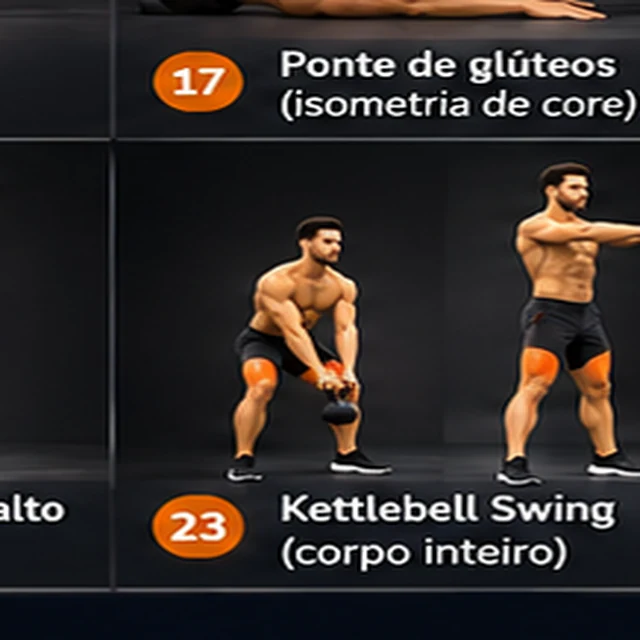 17
Ponte de glúteos
(isometria de core)
alto
23
Kettlebell Swing
(corpo inteiro)